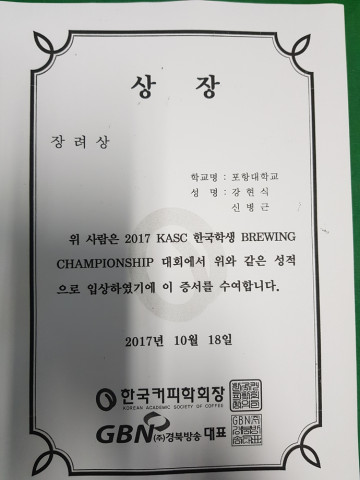 상 장
장 려 상
학교명 : 포항대학교
성 명 : 강 현 식
신 병 근
위 사람은 2017 KASC 한국학생 BREWING
CHAMPIONSHIP 대회에서 위와 같은 성적
으로 입상하였기에 이 증서를 수여합니다.
2017년 10월 18일
한국커피학회장
KOREAN ACADEMIC SOCIETY OF COFFEE
GBN (주)경북방송 대표